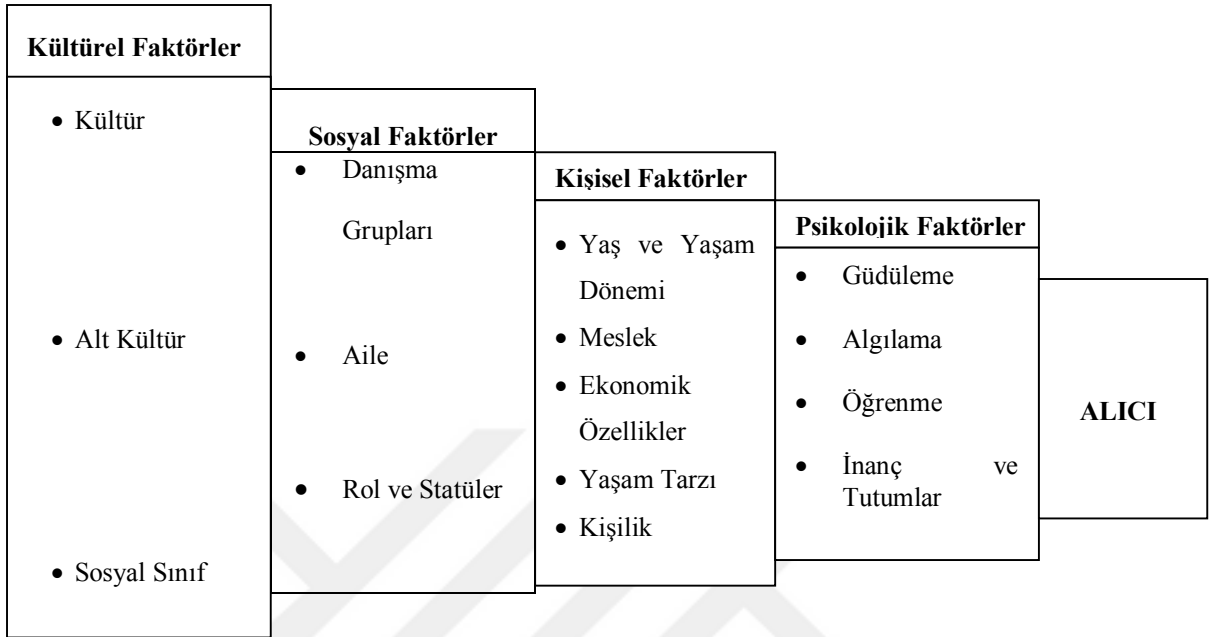 Kültürel Faktörler
• Kültür
• Alt Kültür
• Sosyal Sınıf
Sosyal Faktörler
• Danışma
Grupları
• Aile
• Rol ve Statüler
Kişisel Faktörler
• Yaş ve Yaşam
Dönemi
• Meslek
• Ekonomik
Özellikler
• Yaşam Tarzı
• Kişilik
Psikolojik Faktörler
• Güdüleme
• Algılama
• Öğrenme
• İnanç ve
Tutumlar
ALICI